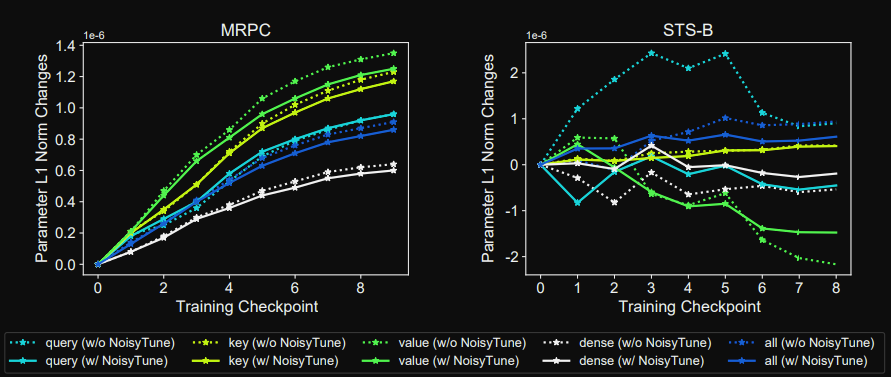 MRPC
1e-6
Parameter L1 Norm Changes
1.4
1.2
1.0
0.8
0.6
0.4
0.2
0.0
0 2 4 6 8
Training Checkpoint
STS-B
1e-6
Parameter L1 Norm Changes
2
1
0
-1
-2
0 1 2 3 4 5 6 7 8
Training Checkpoint
query (w/o NoisyTune) key (w/o NoisyTune) value (w/o NoisyTune) dense (w/o NoisyTune) all (w/o NoisyTune)
query (w/ NoisyTune) key (w/ NoisyTune) value (w/ NoisyTune) dense (w/ NoisyTune) all (w/ NoisyTune)